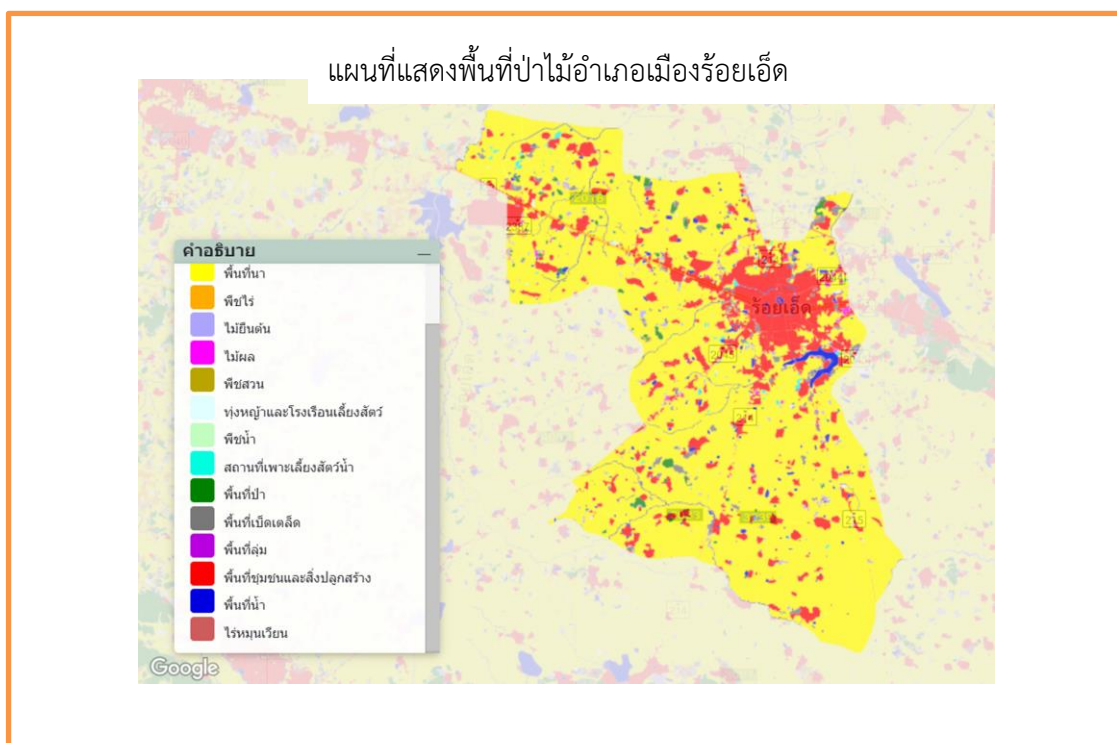 แผนที่แสดงพื้นที่ป่าไม้อำเภอเมืองร้อยเอ็ด
คำอธิบาย
พื้นที่นา
พืชไร่
ไม้ยืนต้น
ไม้ผล
พืชสวน
ทุ่งหญ้าและโรงเรือนเลี้ยงสัตว์
พืชน้ำ
สถานที่เพาะเลี้ยงสัตว์น้ำ
พื้นที่ป่า
พื้นที่เบ็ดเตล็ด
พื้นที่ลุ่ม
พื้นที่ชุมชนและสิ่งปลูกสร้าง
พื้นที่น้ำ
ไร่หมุนเวียน
ร้อยเอ็ด
215
Google